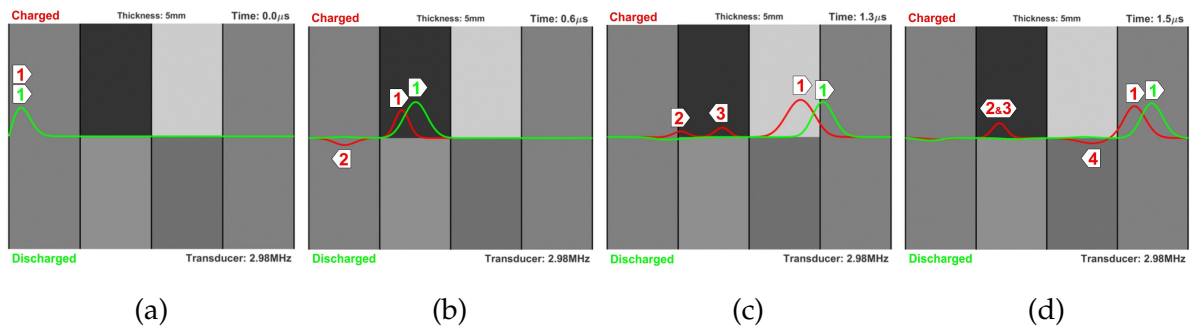 Charged Thickness: 5mm Time: 0.0μs
1
1
Discharged Transducer: 2.98MHz
(a)
Charged Thickness: 5mm Time: 0.6μs
1 1
2
Discharged Transducer: 2.98MHz
(b)
Charged Thickness: 5mm Time: 1.3μs
1 1
2 3
Discharged Transducer: 2.98MHz
(c)
Charged Thickness: 5mm Time: 1.5μs
1 1
2&3
4
Discharged Transducer: 2.98MHz
(d)